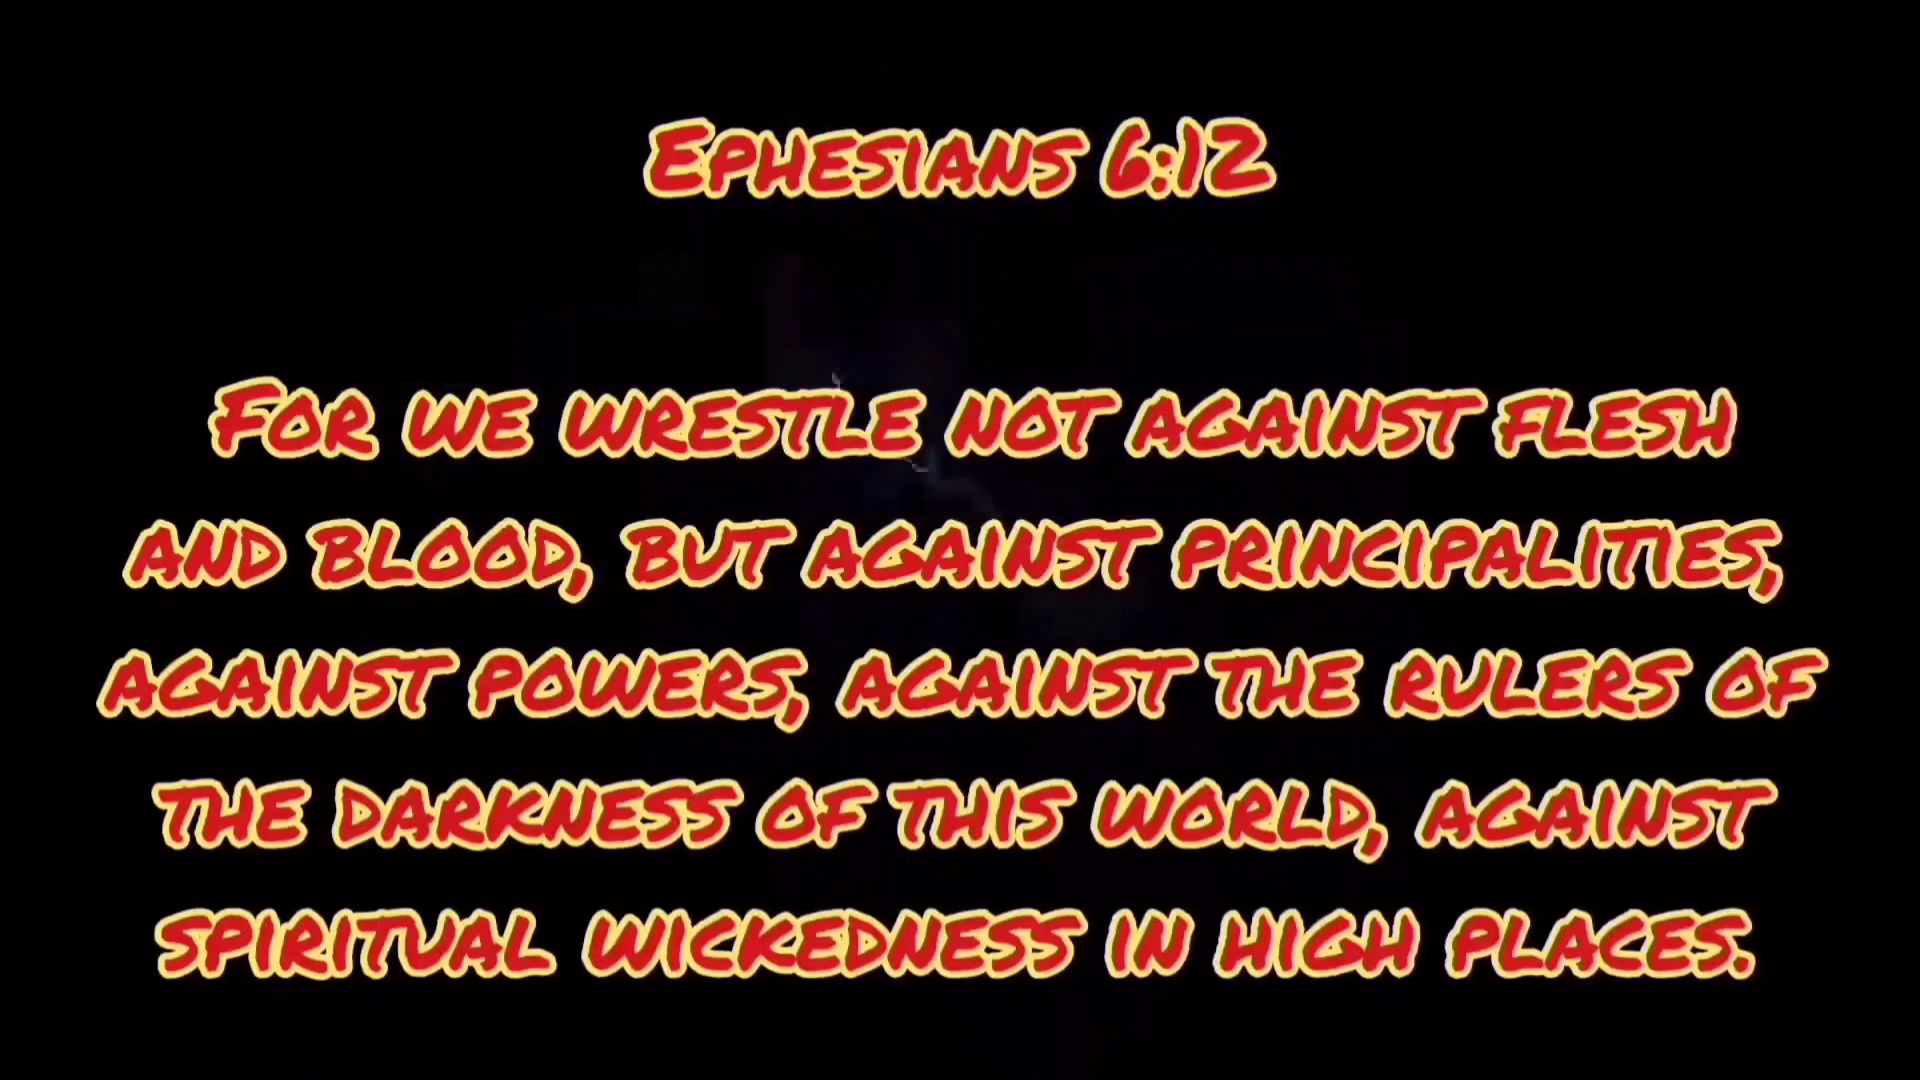 Ephesians 6:12
For we wrestle not against flesh
and blood, but against principalities,
against powers, against the rulers of
the darkness of this world, against
spiritual wickedness in high places.